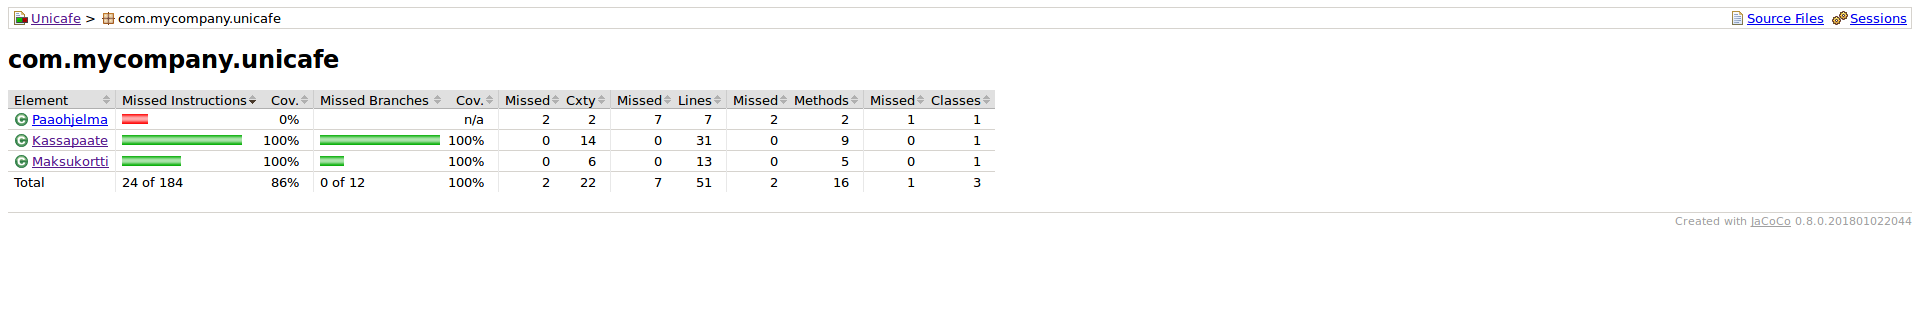 Unicafe > com.mycompany.unicafe Source Files Sessions
com.mycompany.unicafe
Element Missed Instructions Cov. Missed Branches Cov. Missed Cxty Missed Lines Missed Methods Missed Classes
Paaohjelma 0% n/a 2 2 7 7 2 2 1 1
Kassapaate 100% 100% 0 14 0 31 0 9 0 1
Maksukortti 100% 100% 0 6 0 13 0 5 0 1
Total 24 of 184 86% 0 of 12 100% 2 22 7 51 2 16 1 3
Created with JaCoCo 0.8.0.201801022044